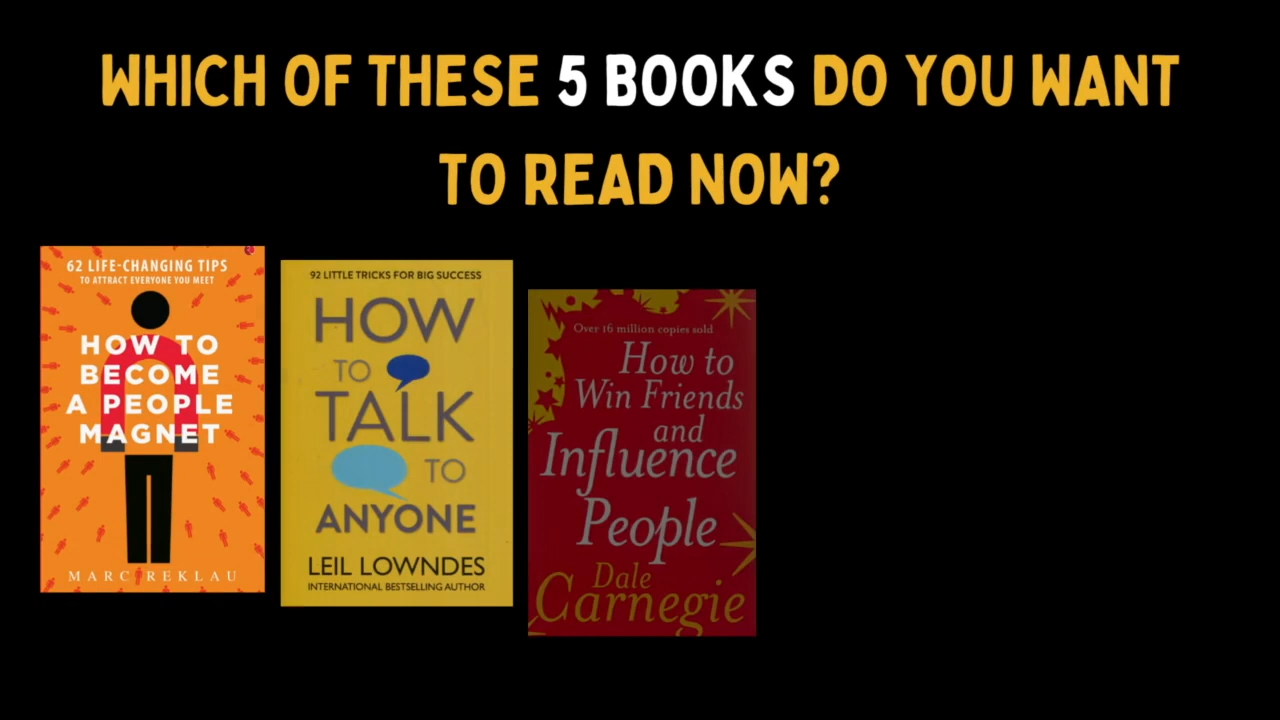 WHICH OF THESE 5 BOOKS DO YOU WANT
TO READ NOW?
62 LIFE-CHANGING TIPS
TO ATTRACT EVERYONE YOU MEET
HOW TO
BECOME
A PEOPLE
MAGNET
MARC REKLAU
92 LITTLE TRICKS FOR BIG SUCCESS
HOW
TO
TALK
TO
ANYONE
LEIL LOWNDES
INTERNATIONAL BESTSELLING AUTHOR
Over 16 million copies sold
How to
Win Friends
and
Influence
People
Dale
Carnegie